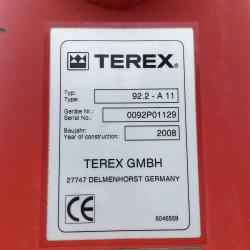 TEREX®
Typ: 92.2 - A 11
Type:
Geräte Nr.: 0092P01129
Serial No.:
Baujahr: 2008
Year of construction:
TEREX GMBH
27747 DELMENHORST GERMANY
CE
6046559